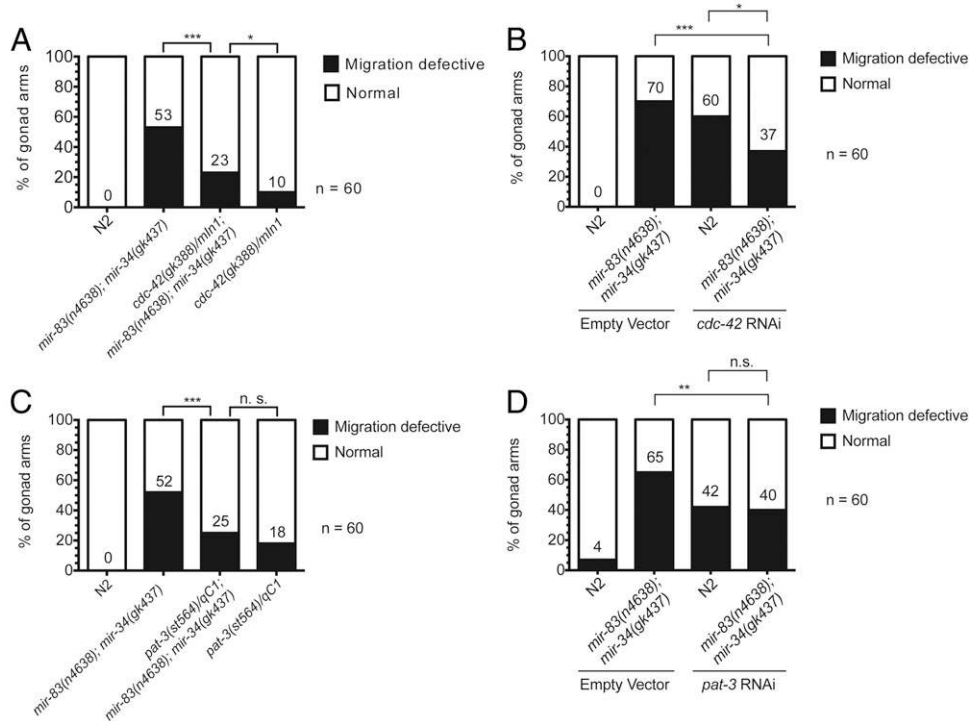 A
*** *
% of gonad arms
100
80
60
40
20
0
0
53
23
10
N2
mir-83(n4638); mir-34(gk437)
cdc-42(gk388)/mIn1;
mir-83(n4638); mir-34(gk437)
cdc-42(gk388)/mIn1
Migration defective
Normal
n = 60
B
*
***
% of gonad arms
100
80
60
40
20
0
0
70
60
37
N2
mir-83(n4638);
mir-34(gk437)
N2
mir-83(n4638);
mir-34(gk437)
Empty Vector
cdc-42 RNAi
Migration defective
Normal
n = 60
C
*** n. s.
% of gonad arms
100
80
60
40
20
0
0
52
25
18
N2
mir-83(n4638); mir-34(gk437)
pat-3(st564)/qC1;
mir-83(n4638); mir-34(gk437)
pat-3(st564)/qC1
Migration defective
Normal
n = 60
D
n.s.
**
% of gonad arms
100
80
60
40
20
0
4
65
42
40
N2
mir-83(n4638);
mir-34(gk437)
N2
mir-83(n4638);
mir-34(gk437)
Empty Vector
pat-3 RNAi
Migration defective
Normal
n = 60